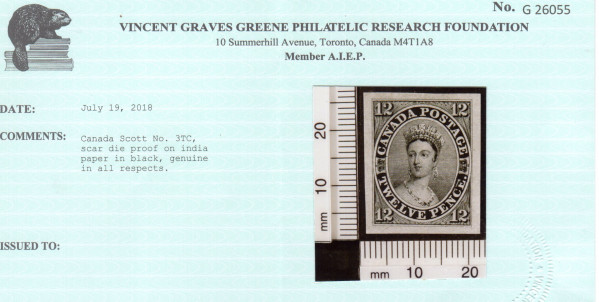 No. G 26055
VINCENT GRAVES GREENE PHILATELIC RESEARCH FOUNDATION
10 Summerhill Avenue, Toronto, Canada M4T1A8
Member A.I.E.P.
DATE: July 19, 2018
COMMENTS: Canada Scott No. 3TC,
scar die proof on india
paper in black, genuine
in all respects.
ISSUED TO:
12 12
CANADA POSTAGE
TWELVE PENCE
12 12
20
10
mm
mm 10 20